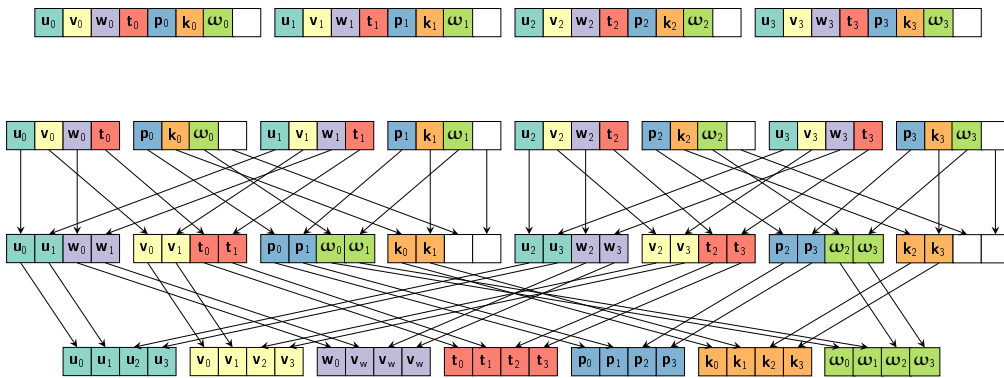 u₀ v₀ w₀ t₀ p₀ k₀ ω₀ u₁ v₁ w₁ t₁ p₁ k₁ ω₁ u₂ v₂ w₂ t₂ p₂ k₂ ω₂ u₃ v₃ w₃ t₃ p₃ k₃ ω₃
u₀ v₀ w₀ t₀ p₀ k₀ ω₀ u₁ v₁ w₁ t₁ p₁ k₁ ω₁ u₂ v₂ w₂ t₂ p₂ k₂ ω₂ u₃ v₃ w₃ t₃ p₃ k₃ ω₃
u₀ u₁ w₀ w₁ v₀ v₁ t₀ t₁ p₀ p₁ ω₀ ω₁ k₀ k₁ u₂ u₃ w₂ w₃ v₂ v₃ t₂ t₃ p₂ p₃ ω₂ ω₃ k₂ k₃
u₀ u₁ u₂ u₃ v₀ v₁ v₂ v₃ w₀ v_w v_w v_w t₀ t₁ t₂ t₃ p₀ p₁ p₂ p₃ k₀ k₁ k₂ k₃ ω₀ ω₁ ω₂ ω₃